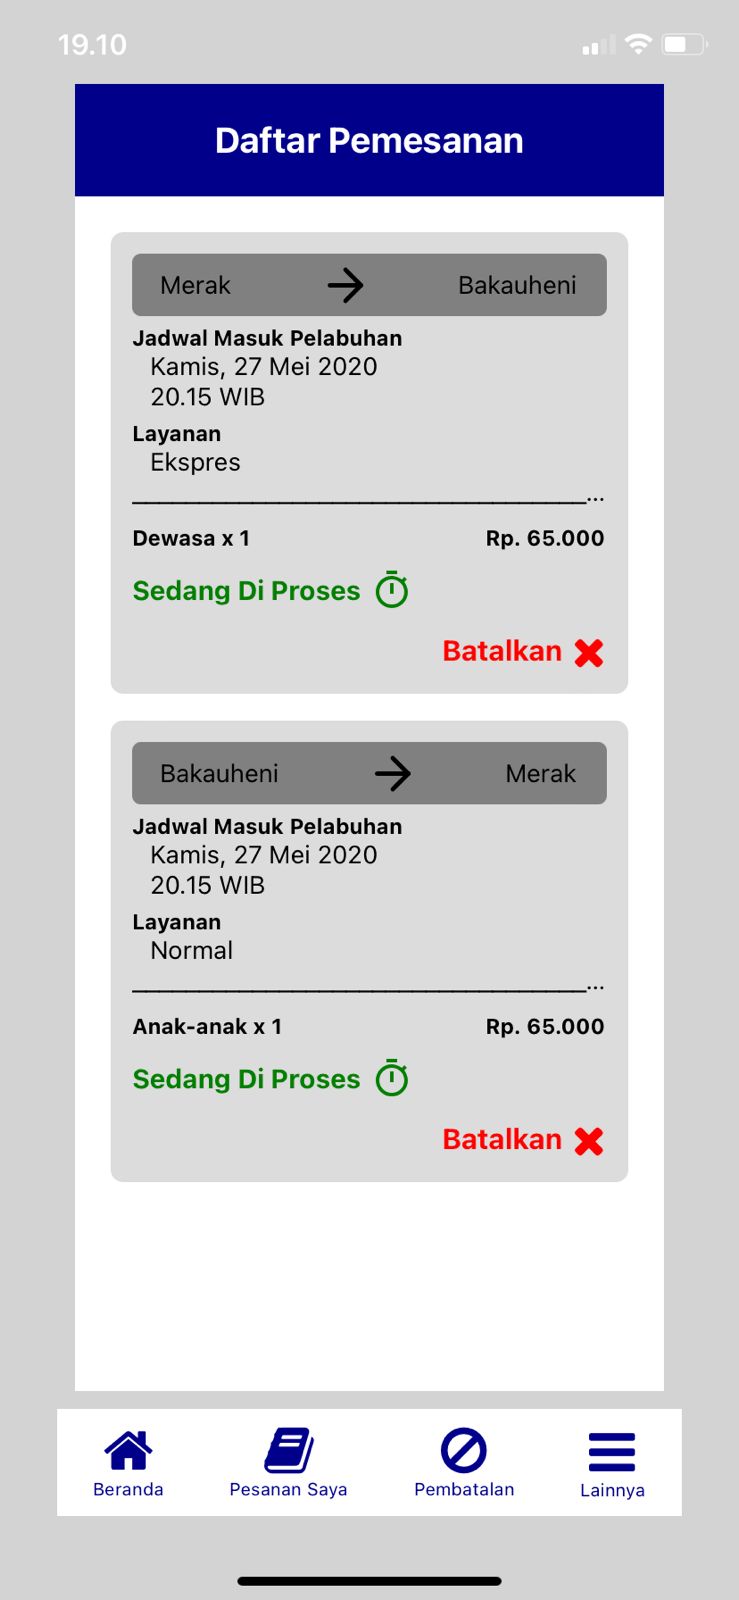 19.10
Daftar Pemesanan
Merak → Bakauheni
Jadwal Masuk Pelabuhan
Kamis, 27 Mei 2020
20.15 WIB
Layanan
Ekspres
___________________________________...
Dewasa x 1 Rp. 65.000
Sedang Di Proses
Batalkan
Bakauheni → Merak
Jadwal Masuk Pelabuhan
Kamis, 27 Mei 2020
20.15 WIB
Layanan
Normal
___________________________________...
Anak-anak x 1 Rp. 65.000
Sedang Di Proses
Batalkan
Beranda Pesanan Saya Pembatalan Lainnya